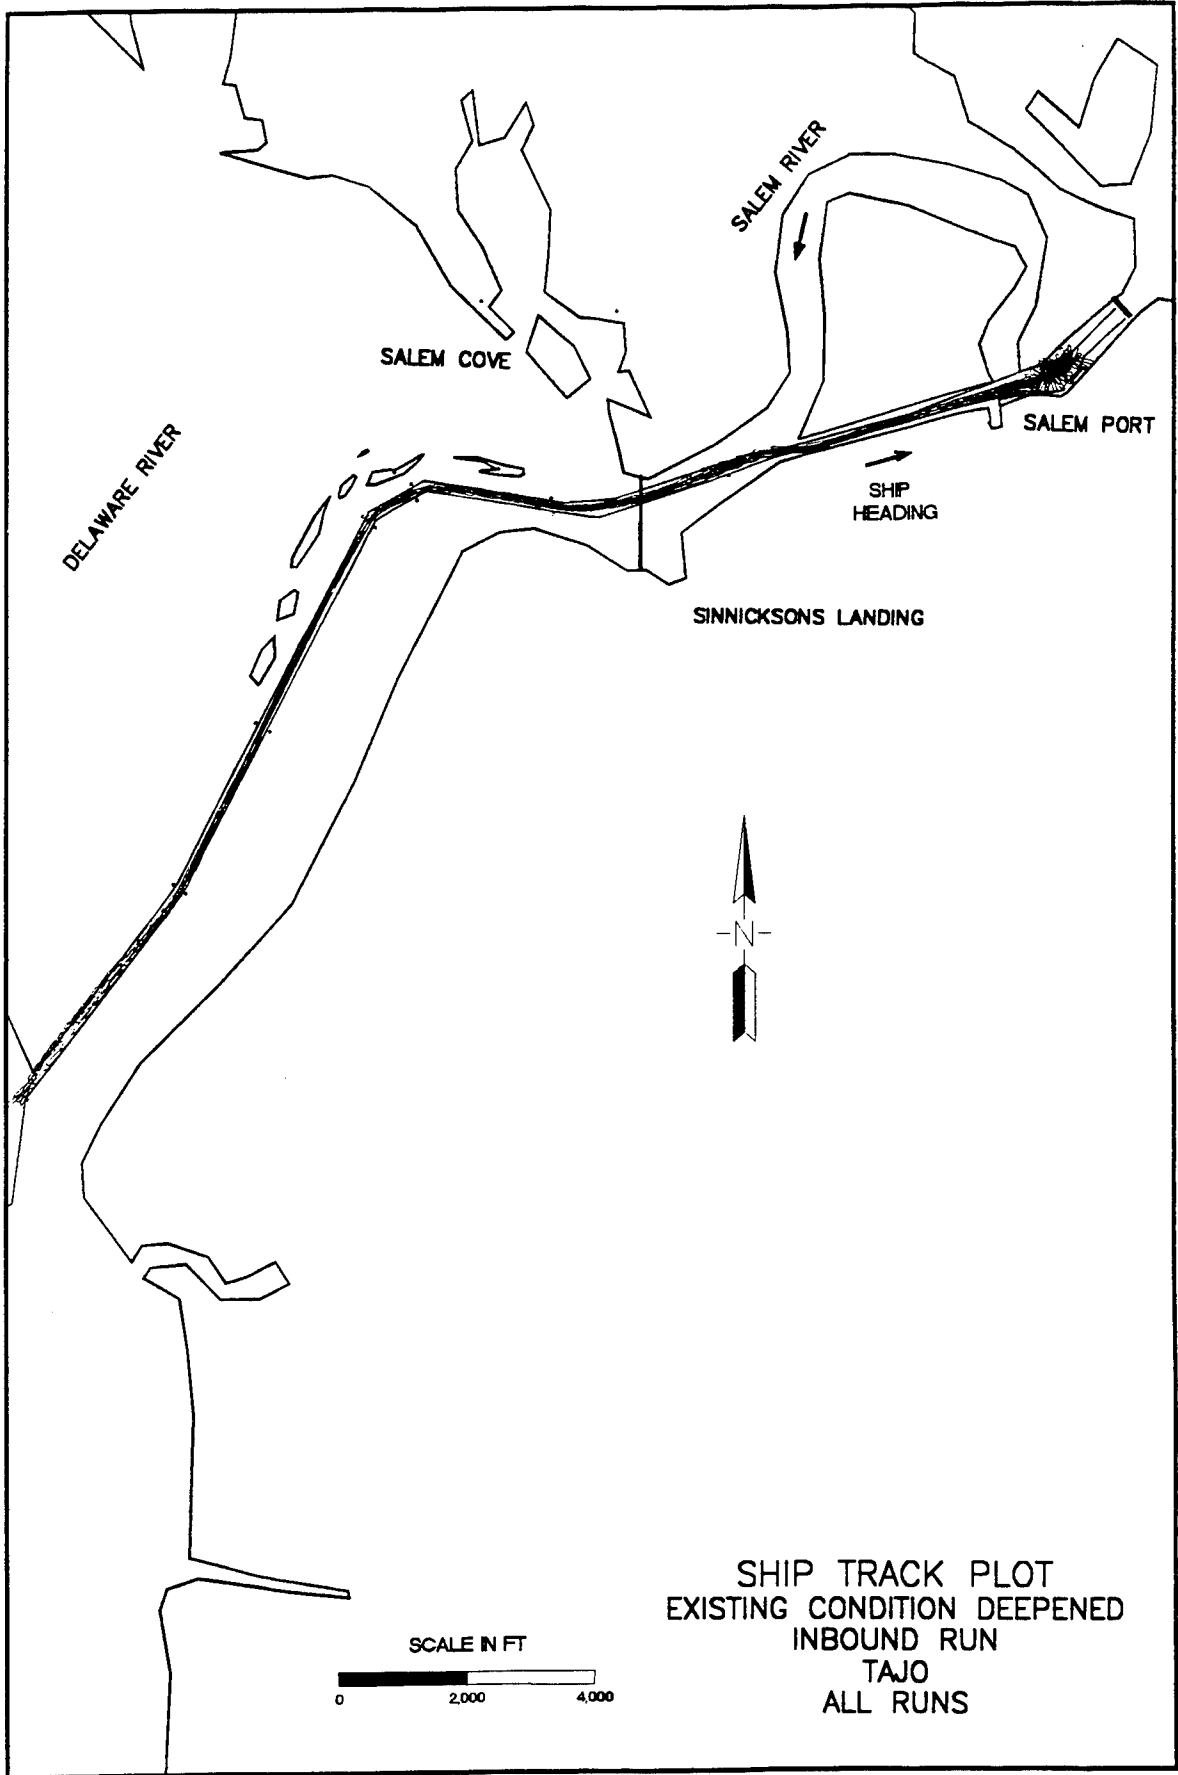 SALEM RIVER
SALEM COVE
DELAWARE RIVER
SALEM PORT
SHIP
HEADING
SINNICKSONS LANDING
-N-
SHIP TRACK PLOT
EXISTING CONDITION DEEPENED
INBOUND RUN
TAJO
ALL RUNS
SCALE IN FT
0 2,000 4,000